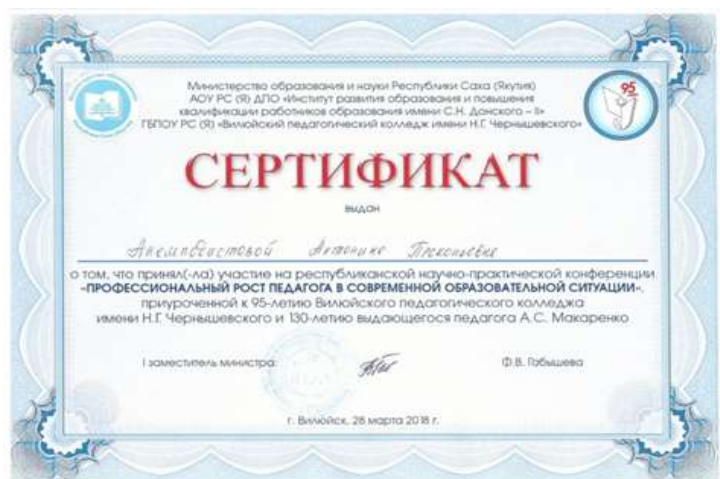 Министерство образования и науки Республики Саха (Якутия)
АОУ РС (Я) ДПО «Институт развития образования и повышения
квалификации работников образования имени С.Н. Донского – II»
ГБПОУ РС (Я) «Вилюйский педагогический колледж имени Н.Г. Чернышевского»
95
СЕРТИФИКАТ
выдан
Антонине Прокопьевне
о том, что принял(-ла) участие на республиканской научно-практической конференции
«ПРОФЕССИОНАЛЬНЫЙ РОСТ ПЕДАГОГА В СОВРЕМЕННОЙ ОБРАЗОВАТЕЛЬНОЙ СИТУАЦИИ»,
приуроченной к 95-летию Вилюйского педагогического колледжа
имени Н.Г. Чернышевского и 130-летию выдающегося педагога А.С. Макаренко
I заместитель министра:
Ф.В. Габышева
г. Вилюйск, 28 марта 2018 г.